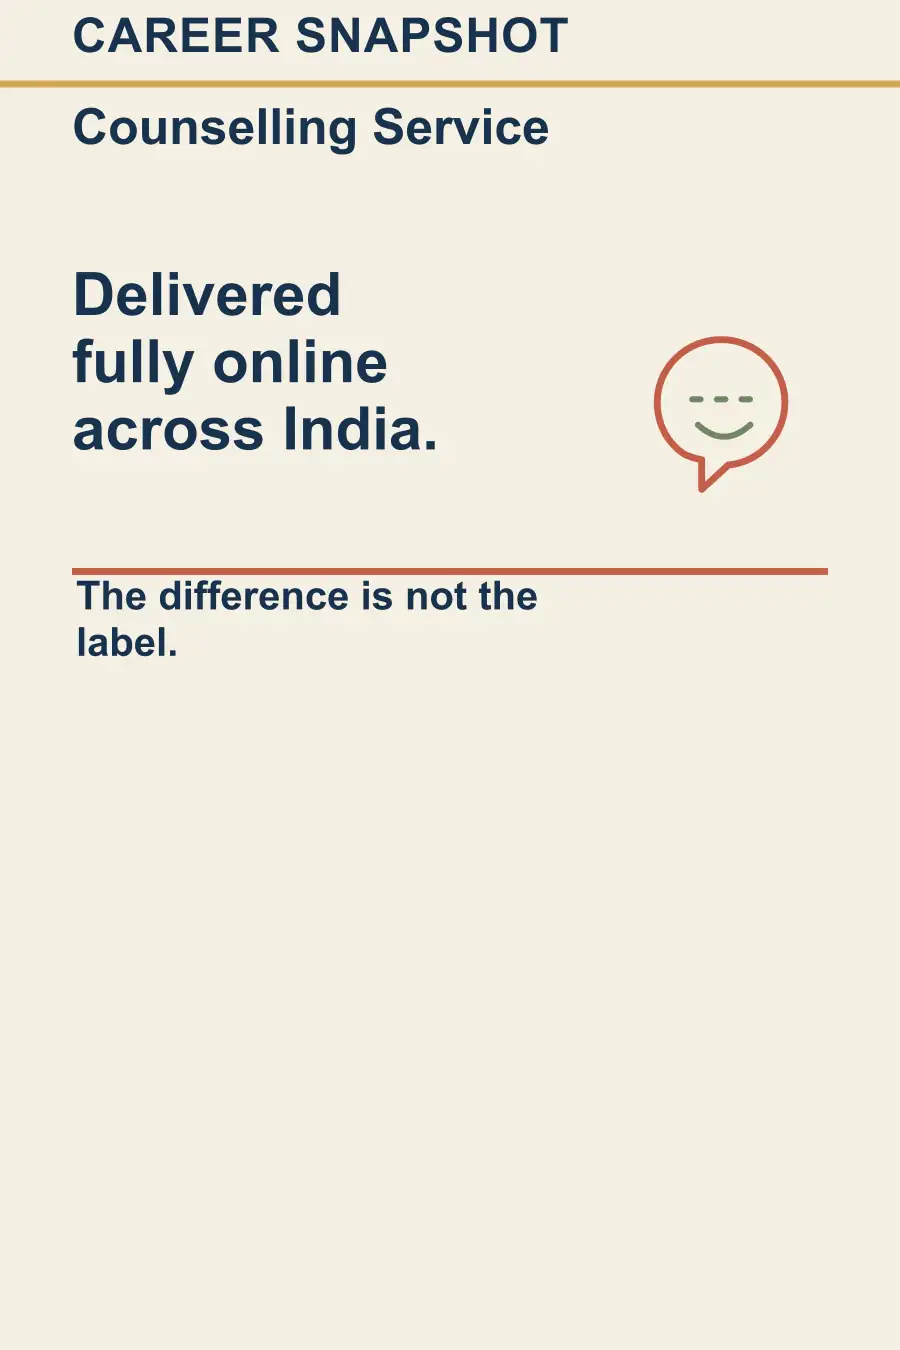 CAREER SNAPSHOT
Counselling Service
Delivered
fully online
across India.
The difference is not the
label.